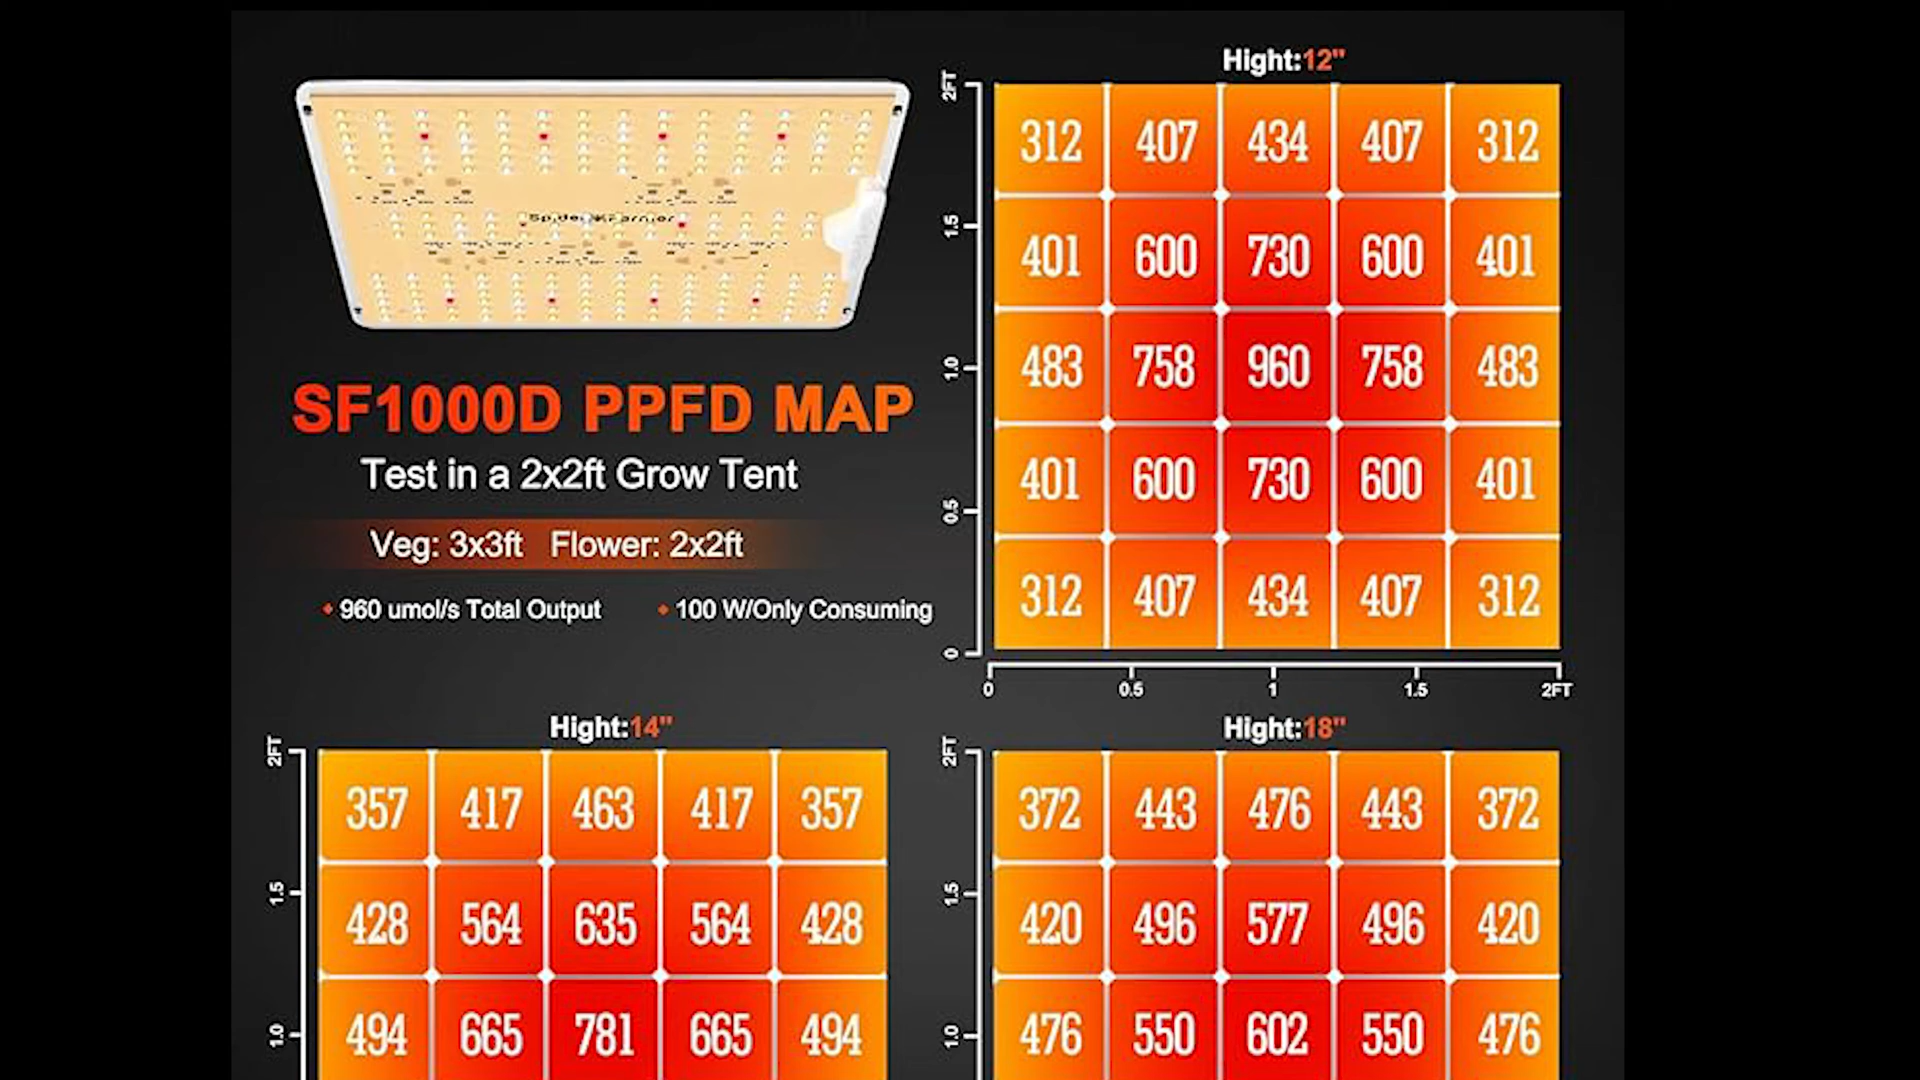 Spider Farmer
SF1000D PPFD MAP
Test in a 2x2ft Grow Tent
Veg: 3x3ft Flower: 2x2ft
960 umol/s Total Output
100 W/Only Consuming
Hight:12"
2FT
1.5
1.0
0.5
0
312 407 434 407 312
401 600 730 600 401
483 758 960 758 483
401 600 730 600 401
312 407 434 407 312
0 0.5 1 1.5 2FT
Hight:14"
2FT
1.5
1.0
357 417 463 417 357
428 564 635 564 428
494 665 781 665 494
Hight:18"
2FT
1.5
1.0
372 443 476 443 372
420 496 577 496 420
476 550 602 550 476